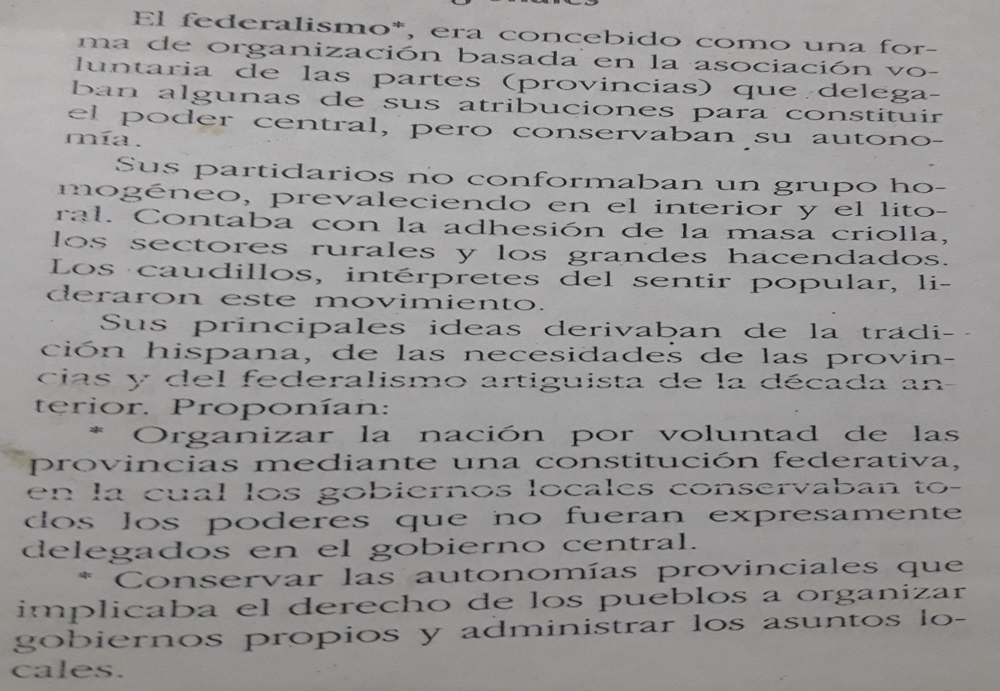 El federalismo*, era concebido como una for-
ma de organización basada en la asociación vo-
luntaria de las partes (provincias) que delega-
ban algunas de sus atribuciones para constituir
el poder central, pero conservaban su autono-
mía.
Sus partidarios no conformaban un grupo ho-
mogéneo, prevaleciendo en el interior y el lito-
ral. Contaba con la adhesión de la masa criolla,
los sectores rurales y los grandes hacendados.
Los caudillos, intérpretes del sentir popular, li-
deraron este movimiento.
Sus principales ideas derivaban de la tradi-
ción hispana, de las necesidades de las provin-
cias y del federalismo artiguista de la década an-
terior. Proponían:
* Organizar la nación por voluntad de las
provincias mediante una constitución federativa,
en la cual los gobiernos locales conservaban to-
dos los poderes que no fueran expresamente
delegados en el gobierno central.
* Conservar las autonomías provinciales que
implicaba el derecho de los pueblos a organizar
gobiernos propios y administrar los asuntos lo-
cales.